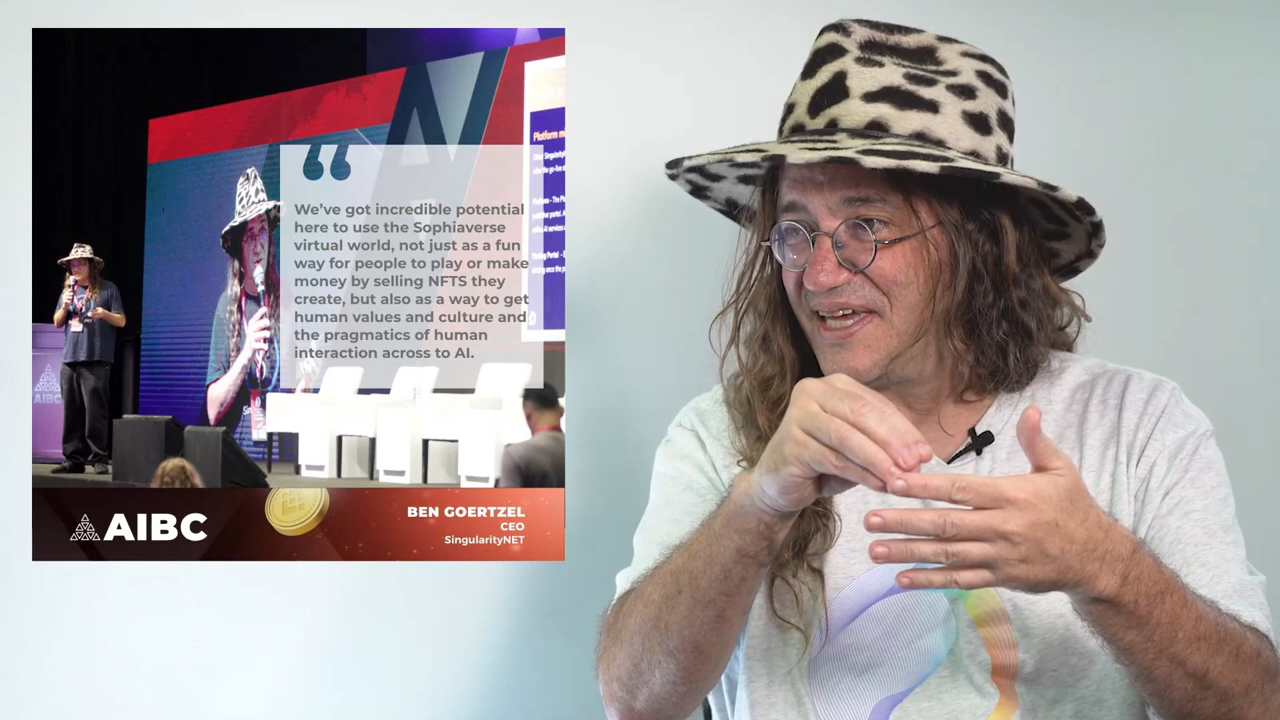 Platform m
We've got incredible potential
here to use the Sophiaverse
virtual world, not just as a fun
way for people to play or make
money by selling NFTS they
create, but also as a way to get
human values and culture and
the pragmatics of human
interaction across to AI.
AIBC
AIBC
BEN GOERTZEL
CEO
SingularityNET